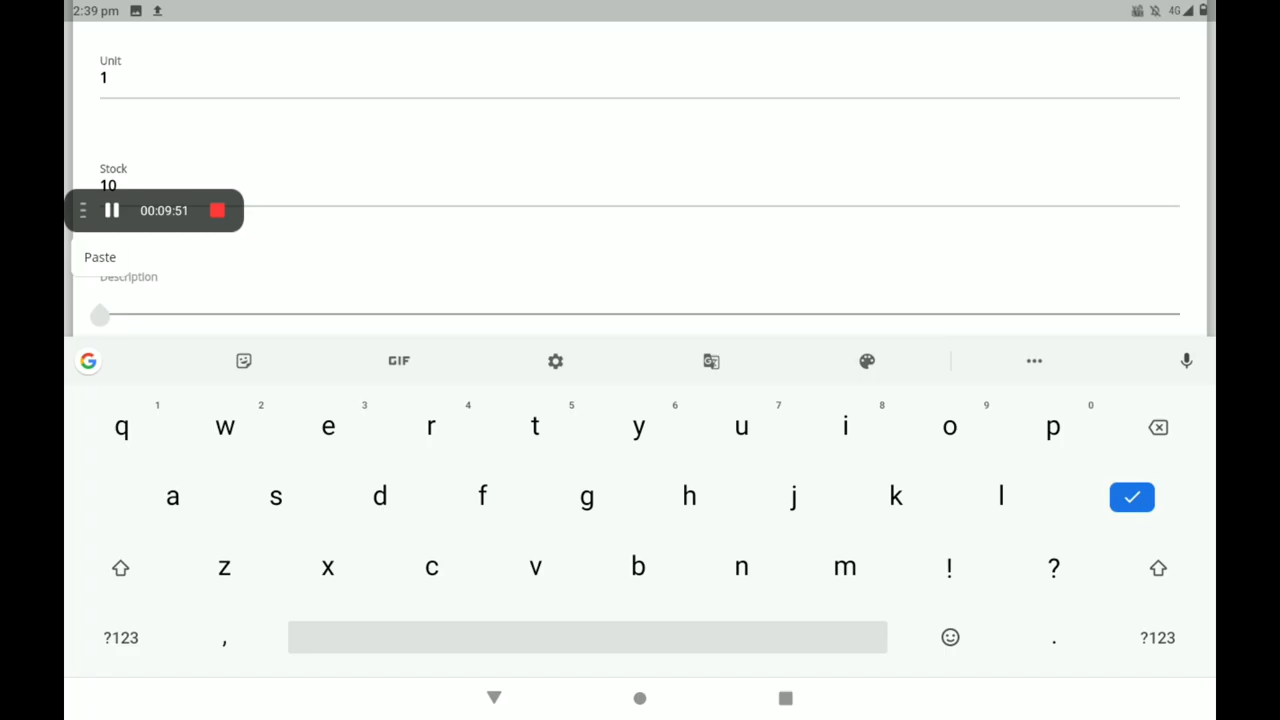 2:39 pm
4G
Unit
1
Stock
10
00:09:51
Paste
Description
GIF
1 2 3 4 5 6 7 8 9 0
q w e r t y u i o p
a s d f g h j k l
z x c v b n m ! ?
?123 , . ?123